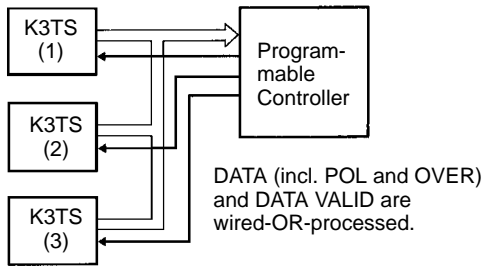 K3TS
(1)
Program-
mable
Controller
K3TS
(2)
DATA (incl. POL and OVER)
and DATA VALID are
wired-OR-processed.
K3TS
(3)